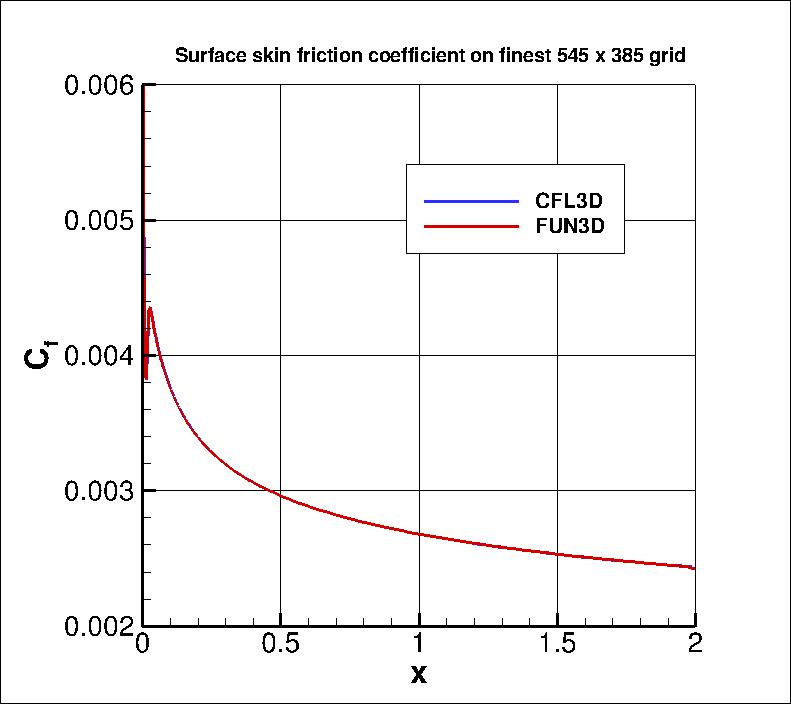 Surface skin friction coefficient on finest 545 x 385 grid
0.006
0.005
0.004
0.003
0.002
Cf
CFL3D
FUN3D
0 0.5 1 1.5 2
x